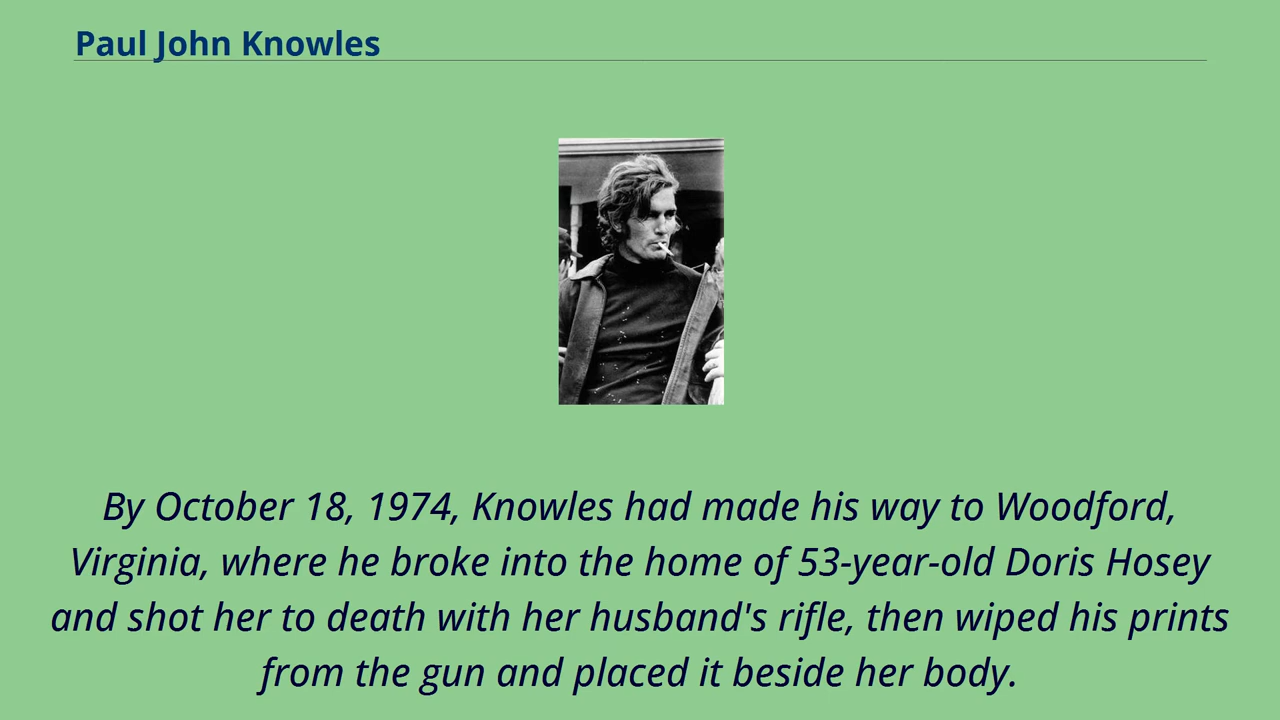 Paul John Knowles
By October 18, 1974, Knowles had made his way to Woodford,
Virginia, where he broke into the home of 53-year-old Doris Hosey
and shot her to death with her husband's rifle, then wiped his prints
from the gun and placed it beside her body.